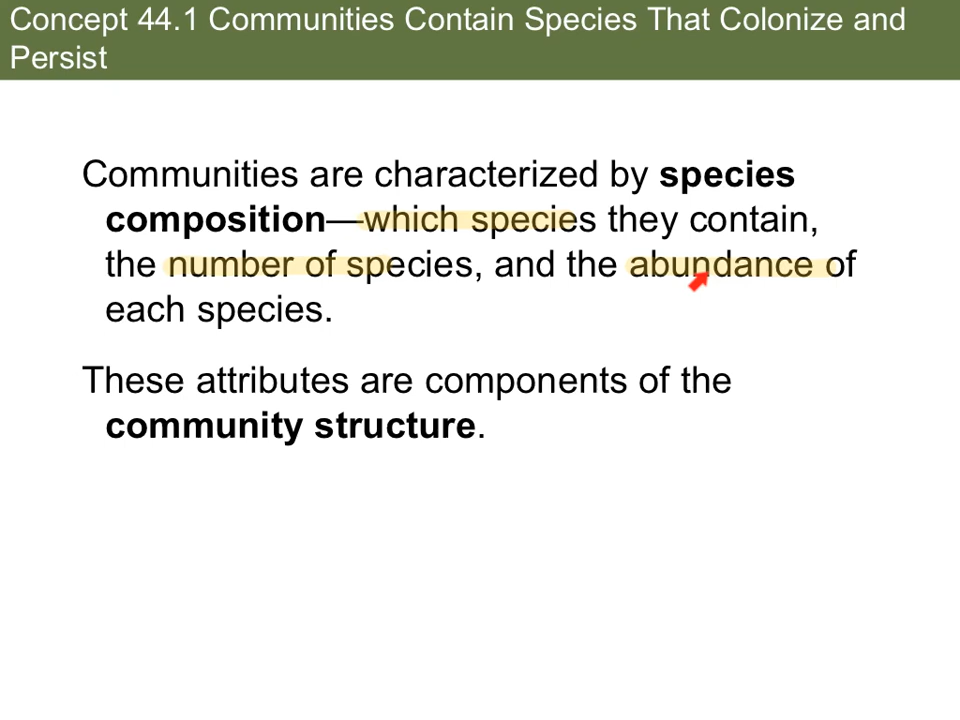 Concept 44.1 Communities Contain Species That Colonize and
Persist
Communities are characterized by species
composition—which species they contain,
the number of species, and the abundance of
each species.
These attributes are components of the
community structure.